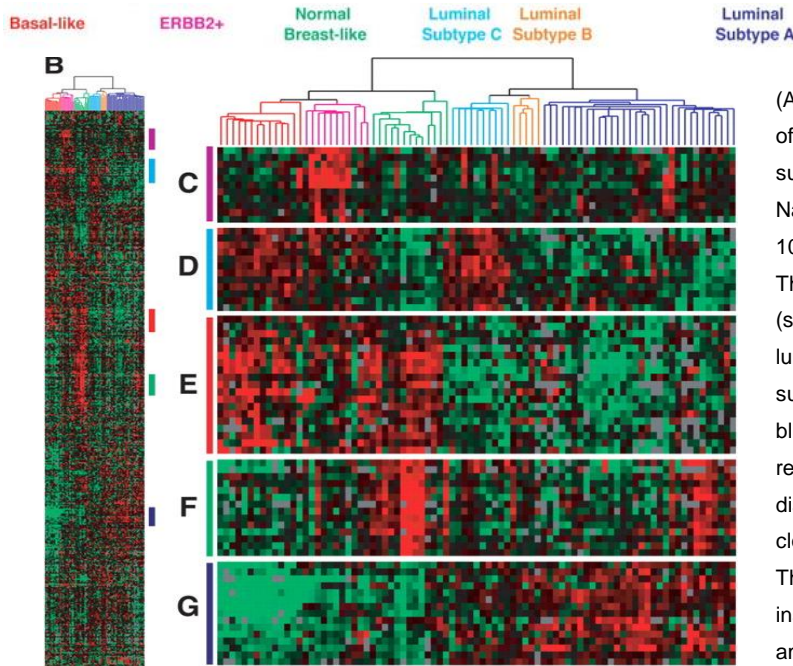 Basal-like ERBB2+ Normal Breast-like Luminal Subtype C Luminal Subtype B Luminal Subtype A
B
C
D
E
F
G
(A
of
su
Na
10
Th
(s
lu
su
bl
re
di
cl
Th
in
ar